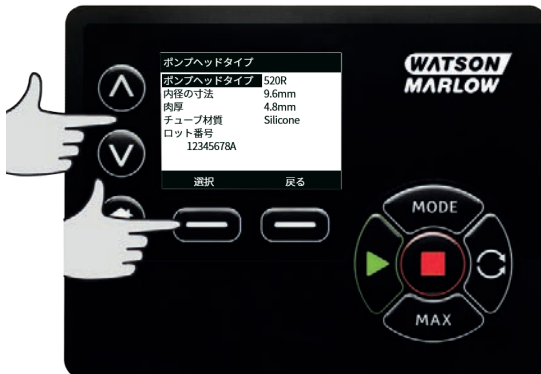 ポンプヘッドタイプ
ポンプヘッドタイプ 520R
内径の寸法 9.6mm
肉厚 4.8mm
チューブ材質 Silicone
ロット番号
12345678A
選択 戻る
WATSON
MARLOW
MODE
MAX